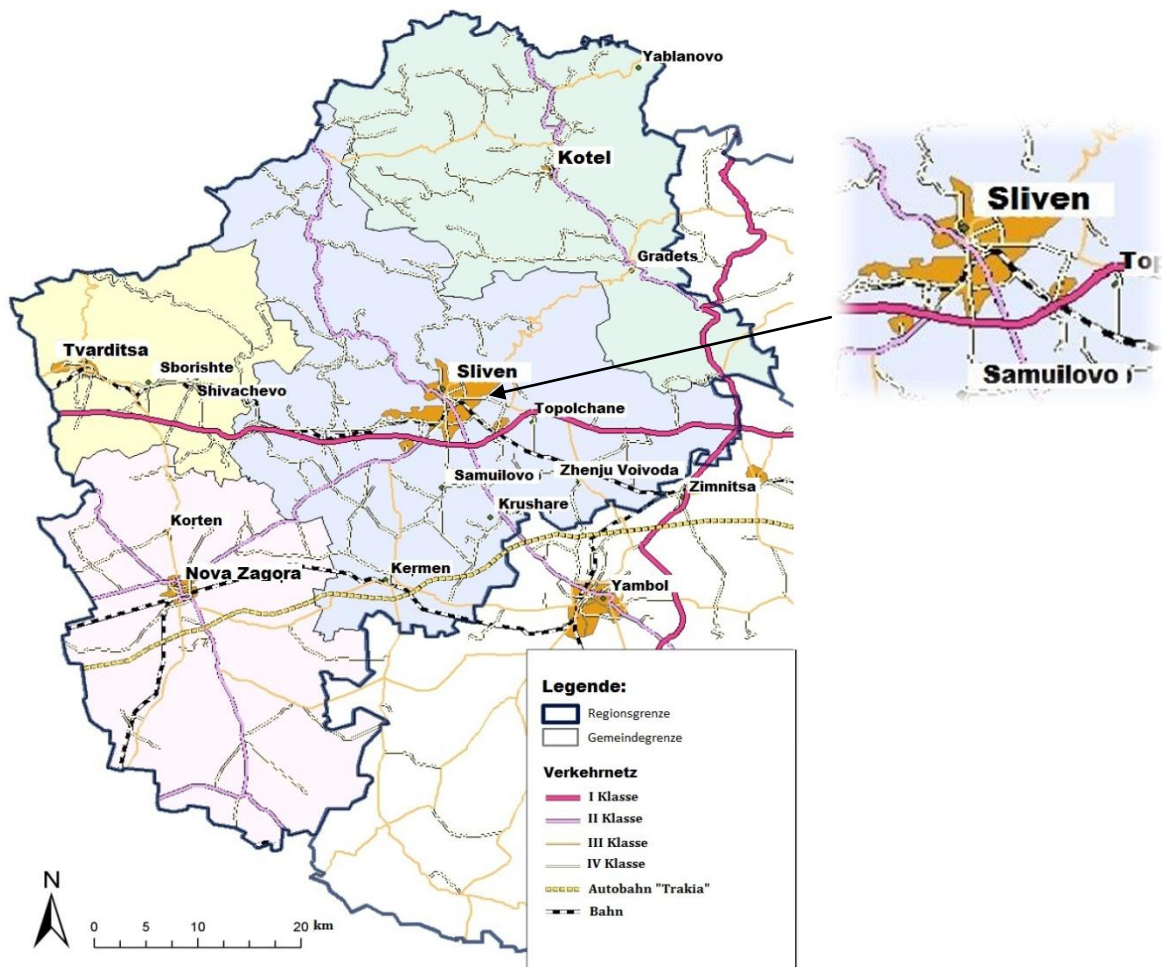 Yablanovo
Kotel
Gradets
Tvarditsa
Sborishte
Shivachevo
Sliven
Topolchane
Samuilovo
Zhenju Voivoda
Zimnitsa
Krushare
Korten
Nova Zagora
Kermen
Yambol
Sliven
Top
Samuilovo
Legende:
Regionsgrenze
Gemeindegrenze
Verkehrnetz
I Klasse
II Klasse
III Klasse
IV Klasse
Autobahn "Trakia"
Bahn
N
0 5 10 20 km